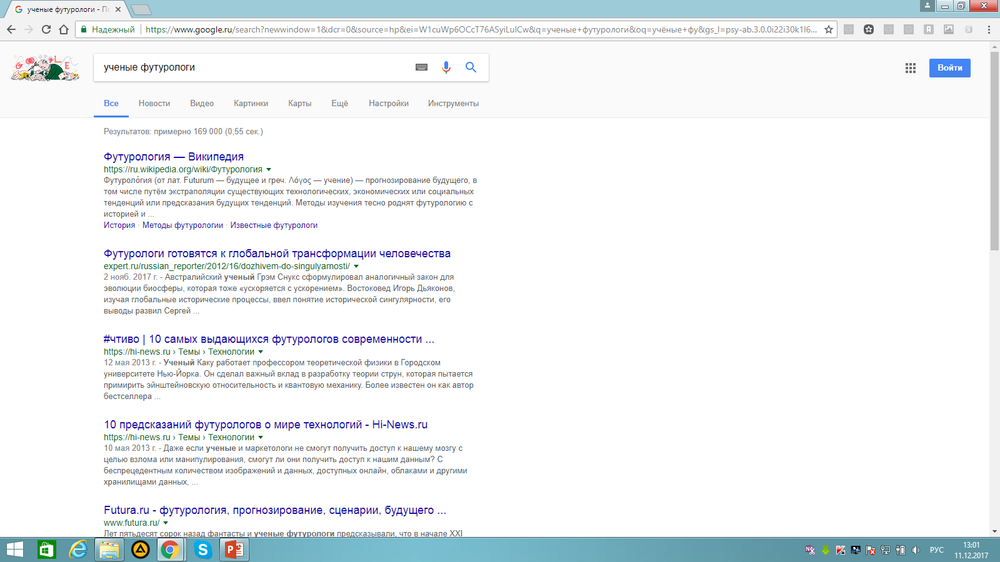 ученые футурологи - По
Надежный
https://www.google.ru/search?newwindow=1&dcr=0&source=hp&ei=W1cuWp6OCcT76ASyiLulCw&q=ученые+футурологи&oq=учёные+фу&gs_l=psy-ab.3.0.0i22i30k1l6...
ученые футурологи
Войти
Все Новости Видео Картинки Карты Ещё Настройки Инструменты
Результатов: примерно 169 000 (0,55 сек.)
Футурология — Википедия
https://ru.wikipedia.org/wiki/Футурология
Футуроло́гия (от лат. Futurum — будущее и греч. Λόγος — учение) — прогнозирование будущего, в
том числе путём экстраполяции существующих технологических, экономических или социальных
тенденций или предсказания будущих тенденций. Методы изучения тесно роднят футурологию с
историей и ...
История · Методы футурологии · Известные футурологи
Футурологи готовятся к глобальной трансформации человечества
expert.ru/russian_reporter/2012/16/dozhivem-do-singulyarnosti/
2 нояб. 2017 г. - Австралийский ученый Грэм Снукс сформулировал аналогичный закон для
эволюции биосферы, которая тоже «ускоряется с ускорением». Востоковед Игорь Дьяконов,
изучая глобальные исторические процессы, ввел понятие исторической сингулярности, его
выводы развил Сергей ...
#чтиво | 10 самых выдающихся футурологов современности ...
https://hi-news.ru › Темы › Технологии
12 мая 2013 г. - Ученый Каку работает профессором теоретической физики в Городском
университете Нью-Йорка. Он сделал важный вклад в разработку теории струн, которая пытается
примирить эйнштейновскую относительность и квантовую механику. Более известен он как автор
бестселлера ...
10 предсказаний футурологов о мире технологий - Hi-News.ru
https://hi-news.ru › Темы › Технологии
10 мая 2013 г. - Даже если ученые и маркетологи не смогут получить доступ к нашему мозгу с
целью взлома или манипулирования, смогут ли они получить доступ к нашим данным? С
беспрецедентным количеством изображений и данных, доступных онлайн, облаками и другими
хранилищами данных, ...
Futura.ru - футурология, прогнозирование, сценарии, будущего ...
www.futura.ru/
Лет пятьдесят сорок назад фантасты и ученые футурологи предсказывали, что в начале XXI
РУС
13:01
11.12.2017